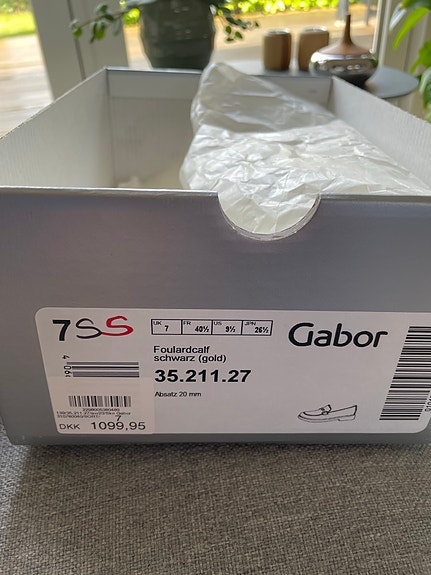 7SS
UK 7 FR 40½ US 9½ JPN 26½
Gabor
Foulardcalf
schwarz (gold)
35.211.27
Absatz 20 mm
7
DKK 1099,95